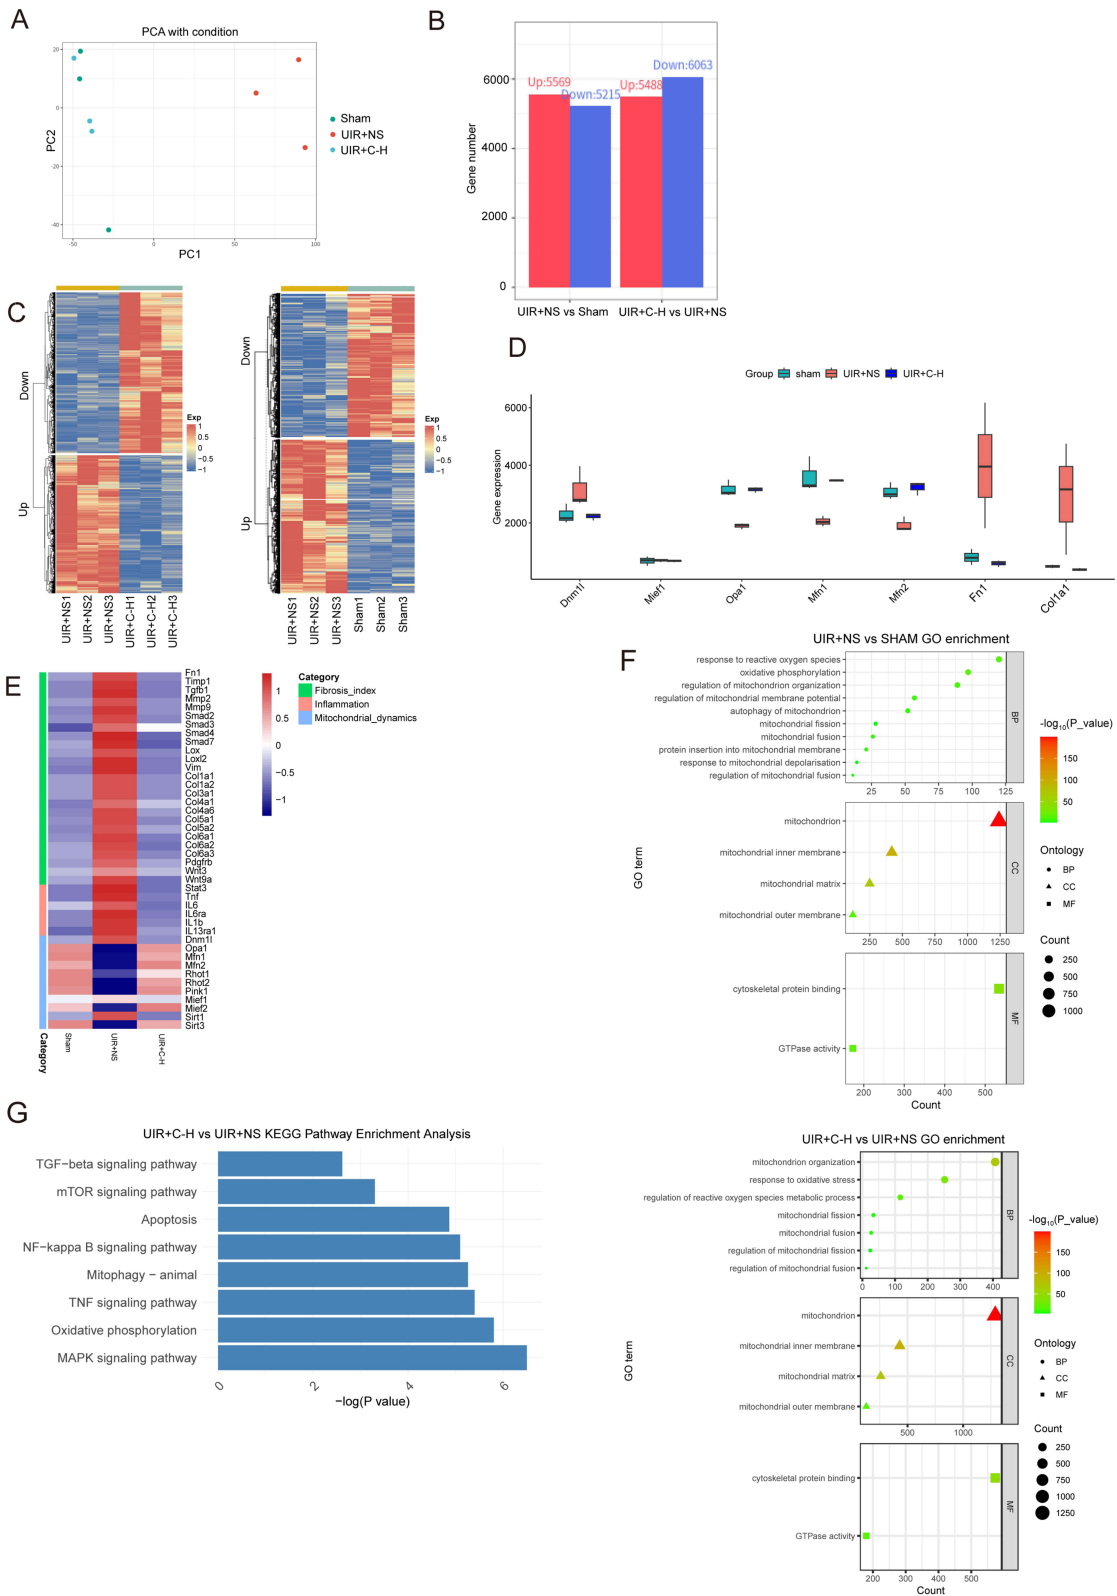 A
PCA with condition
20
0
-20
-40
-50
0
50
100
PC2
PC1
Sham
UIR+NS
UIR+C-H
B
Gene number
6000
4000
2000
0
Up:5569
Down:5215
Up:5488
Down:6063
UIR+NS vs Sham
UIR+C-H vs UIR+NS
C
Down
Up
UIR+NS1
UIR+NS2
UIR+NS3
UIR+C-H1
UIR+C-H2
UIR+C-H3
Exp
1
0.5
0
−0.5
−1
Down
Up
UIR+NS1
UIR+NS2
UIR+NS3
Sham1
Sham2
Sham3
Exp
1
0.5
0
−0.5
−1
D
Group sham UIR+NS UIR+C-H
Gene expression
6000
4000
2000
Dnm1l
Mief1
Opa1
Mfn1
Mfn2
Fn1
Col1a1
E
Fn1
Timp1
Tgfb1
Mmp2
Mmp9
Smad2
Smad3
Smad4
Smad7
Lox
Loxl2
Vim
Col1a1
Col1a2
Col3a1
Col4a1
Col4a6
Col5a1
Col5a2
Col6a1
Col6a2
Col6a3
Pdgfrb
Wnt3
Wnt9a
Stat3
Tnf
IL6
IL6ra
IL1b
IL13ra1
Dnm1l
Opa1
Mfn1
Mfn2
Rhot1
Rhot2
Pink1
Mief1
Mief2
Sirt1
Sirt3
Category
Sham
UIR+NS
UIR+C-H
1
0.5
0
−0.5
−1
Category
Fibrosis_index
Inflammation
Mitochondrial_dynamics
F
UIR+NS vs SHAM GO enrichment
response to reactive oxygen species
oxidative phosphorylation
regulation of mitochondrion organization
regulation of mitochondrial membrane potential
autophagy of mitochondrion
mitochondrial fission
mitochondrial fusion
protein insertion into mitochondrial membrane
response to mitochondrial depolarisation
regulation of mitochondrial fusion
25 50 75 100 125
BP
mitochondrion
mitochondrial inner membrane
mitochondrial matrix
mitochondrial outer membrane
250 500 750 1000 1250
CC
cytoskeletal protein binding
GTPase activity
200 300 400 500
MF
GO term
Count
-log10(P_value)
150
100
50
Ontology
BP
CC
MF
Count
250
500
750
1000
UIR+C-H vs UIR+NS GO enrichment
mitochondrion organization
response to oxidative stress
regulation of reactive oxygen species metabolic process
mitochondrial fission
mitochondrial fusion
regulation of mitochondrial fission
regulation of mitochondrial fusion
0 100 200 300 400
BP
mitochondrion
mitochondrial inner membrane
mitochondrial matrix
mitochondrial outer membrane
500 1000
CC
cytoskeletal protein binding
GTPase activity
200 300 400 500
MF
GO term
Count
-log10(P_value)
150
100
50
Ontology
BP
CC
MF
Count
250
500
750
1000
1250
G
UIR+C-H vs UIR+NS KEGG Pathway Enrichment Analysis
TGF−beta signaling pathway
mTOR signaling pathway
Apoptosis
NF−kappa B signaling pathway
Mitophagy − animal
TNF signaling pathway
Oxidative phosphorylation
MAPK signaling pathway
0
2
4
6
−log(P value)